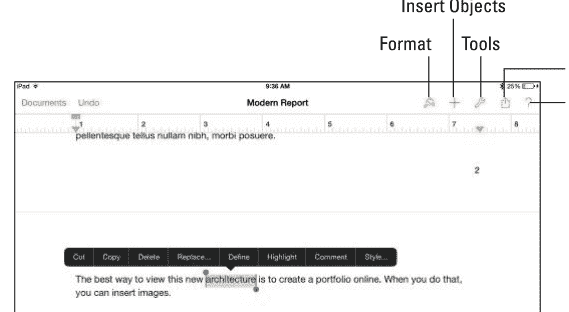 Insert Objects
Format Tools
iPad 9:36 AM 25%
Documents Undo Modern Report ?
1 2 3 4 5 6 7 8
pellentesque tellus nullam nibh, morbi posuere.
2
Cut Copy Delete Replace... Define Highlight Comment Style...
The best way to view this new architecture is to create a portfolio online. When you do that,
you can insert images.